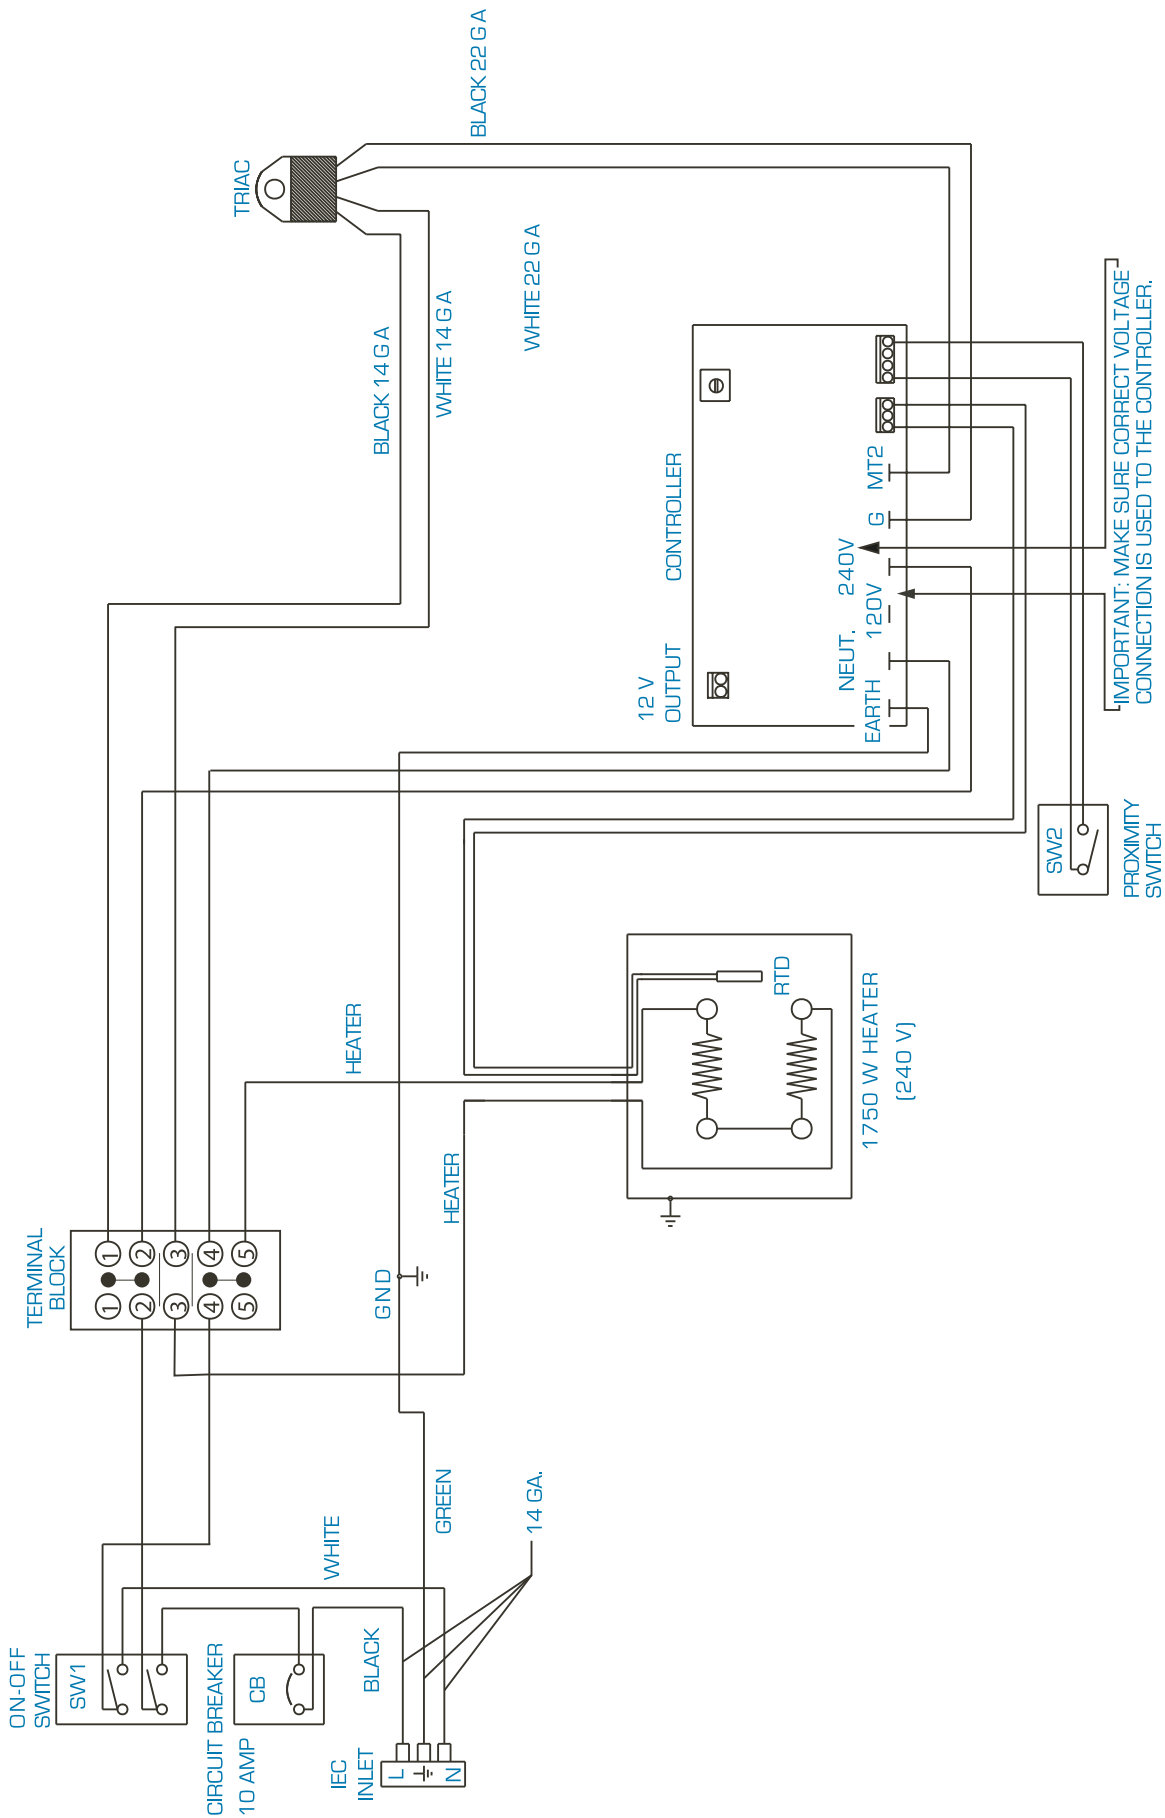 ON-OFF
SWITCH
SW1
CIRCUIT BREAKER
10 AMP
CB
IEC
INLET
L
N
BLACK
WHITE
GREEN
14 GA.
TERMINAL
BLOCK
1
2
3
4
5
1
2
3
4
5
GND
HEATER
HEATER
RTD
1750 W HEATER
(240 V)
TRIAC
BLACK 14 GA
WHITE 14 GA
BLACK 22 GA
WHITE 22 GA
12 V
OUTPUT
CONTROLLER
EARTH
NEUT.
120V
240V
G
MT2
SW2
PROXIMITY
SWITCH
IMPORTANT: MAKE SURE CORRECT VOLTAGE
CONNECTION IS USED TO THE CONTROLLER.